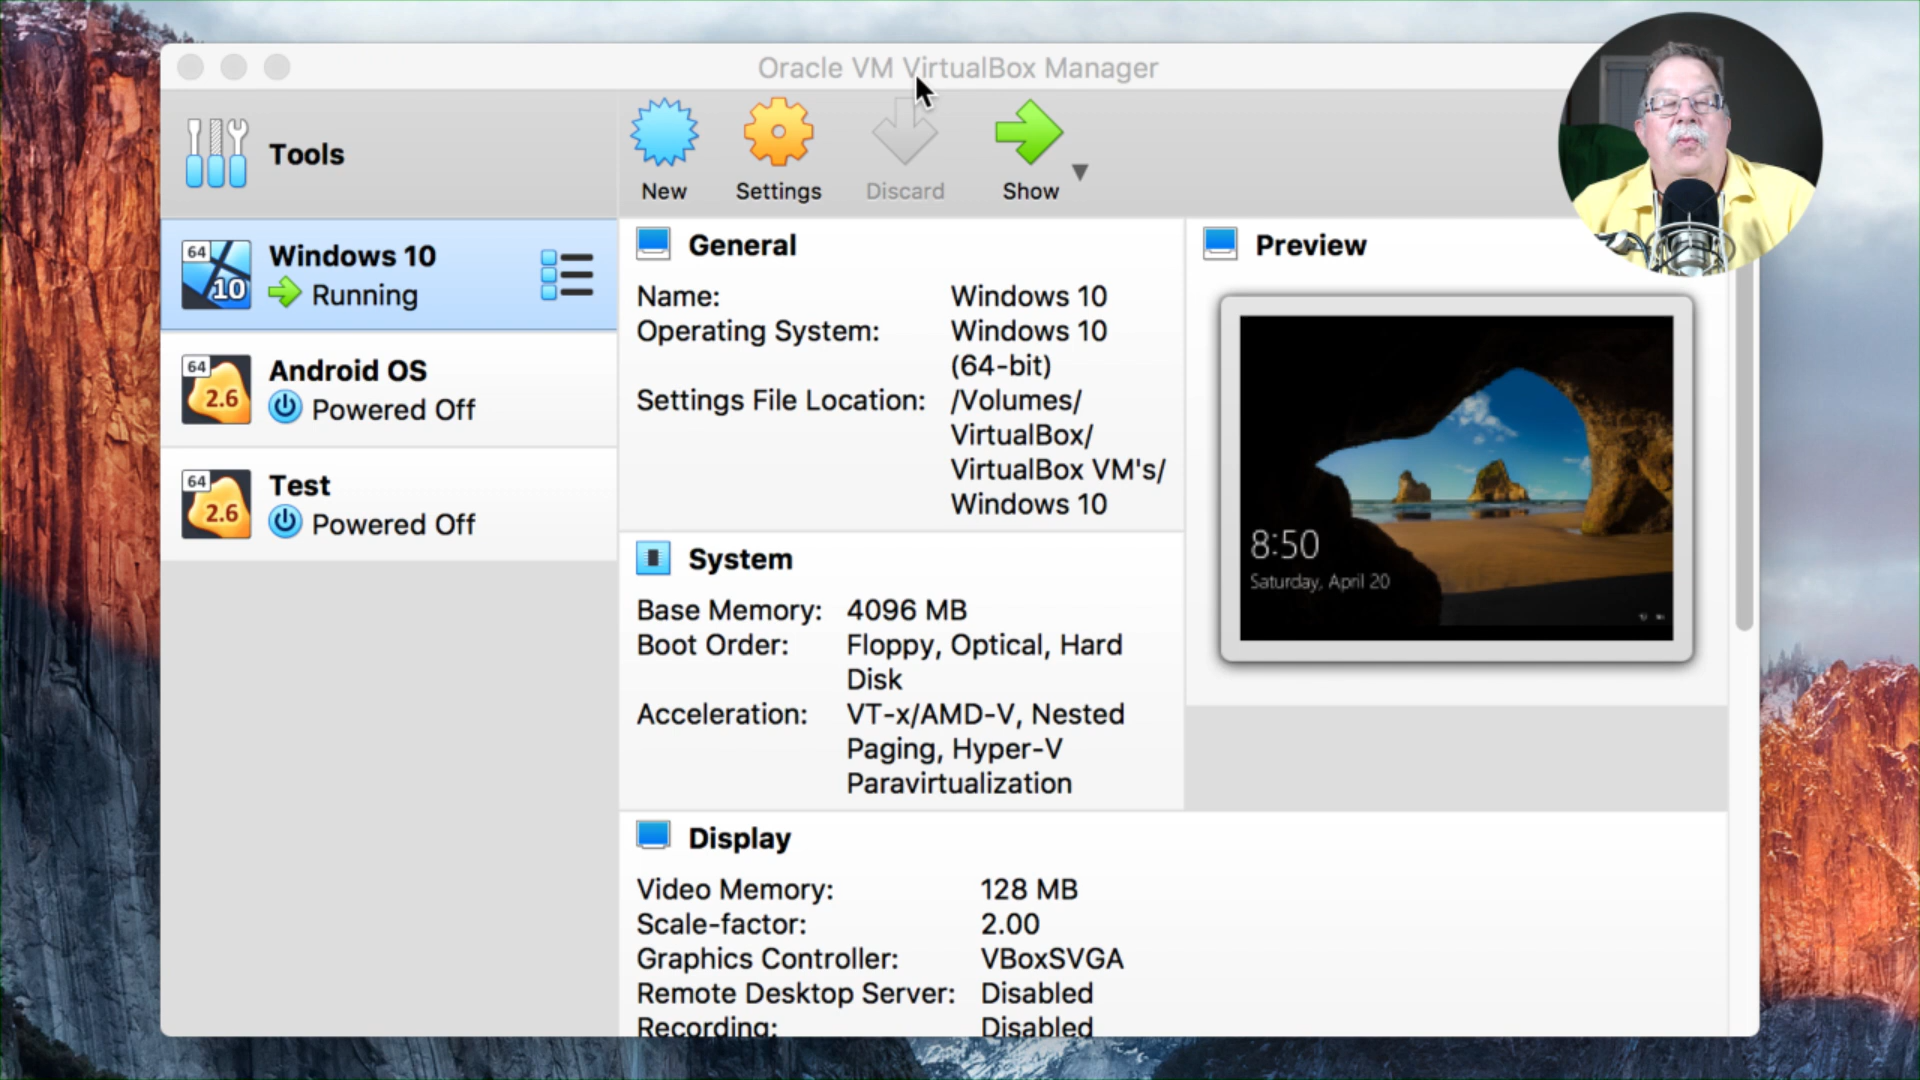 Oracle VM VirtualBox Manager
Tools
New
Settings
Discard
Show
64
10
Windows 10
Running
64
2.6
Android OS
Powered Off
64
2.6
Test
Powered Off
General
Name: Windows 10
Operating System: Windows 10
(64-bit)
Settings File Location: /Volumes/
VirtualBox/
VirtualBox VM's/
Windows 10
System
Base Memory: 4096 MB
Boot Order: Floppy, Optical, Hard
Disk
Acceleration: VT-x/AMD-V, Nested
Paging, Hyper-V
Paravirtualization
Preview
8:50
Saturday, April 20
Display
Video Memory: 128 MB
Scale-factor: 2.00
Graphics Controller: VBoxSVGA
Remote Desktop Server: Disabled
Recording: Disabled